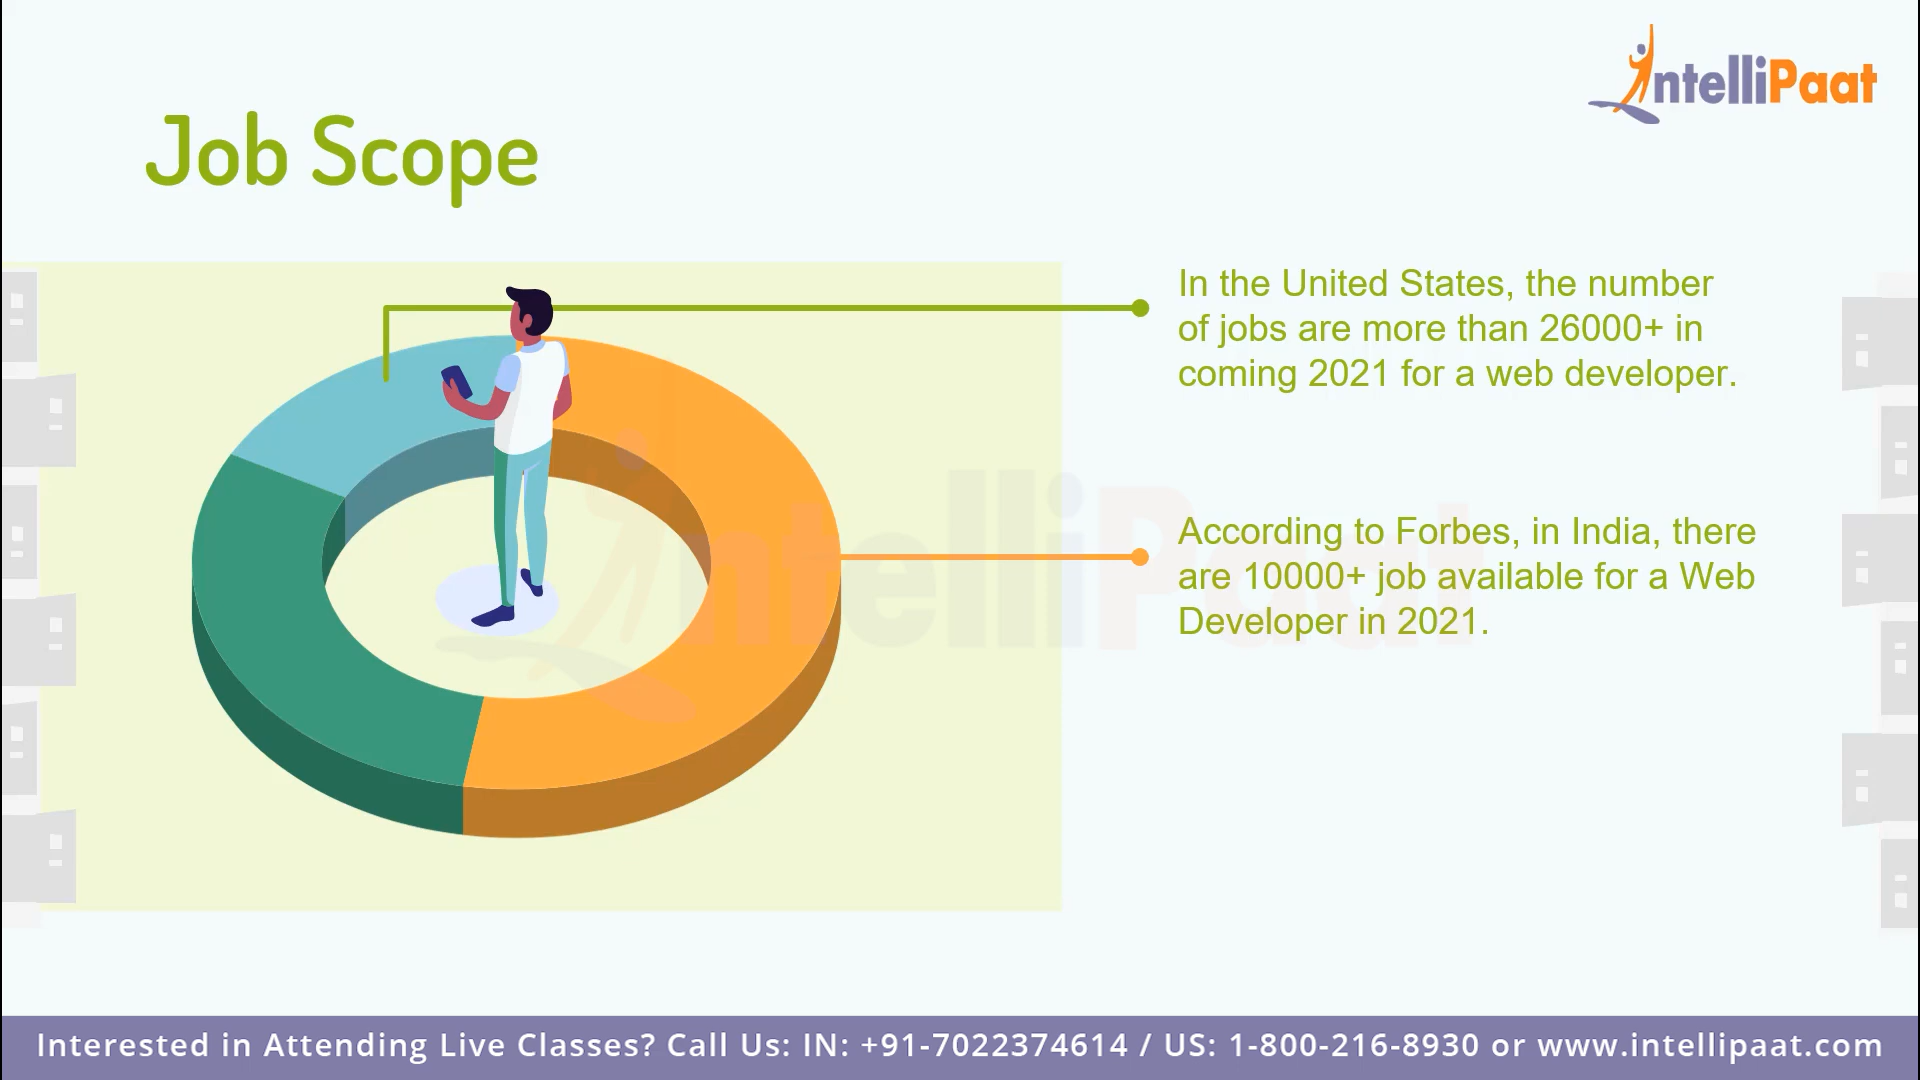 IntelliPaat
Job Scope
In the United States, the number
of jobs are more than 26000+ in
coming 2021 for a web developer.
According to Forbes, in India, there
are 10000+ job available for a Web
Developer in 2021.
IntelliPaat
Interested in Attending Live Classes? Call Us: IN: +91-7022374614 / US: 1-800-216-8930 or www.intellipaat.com